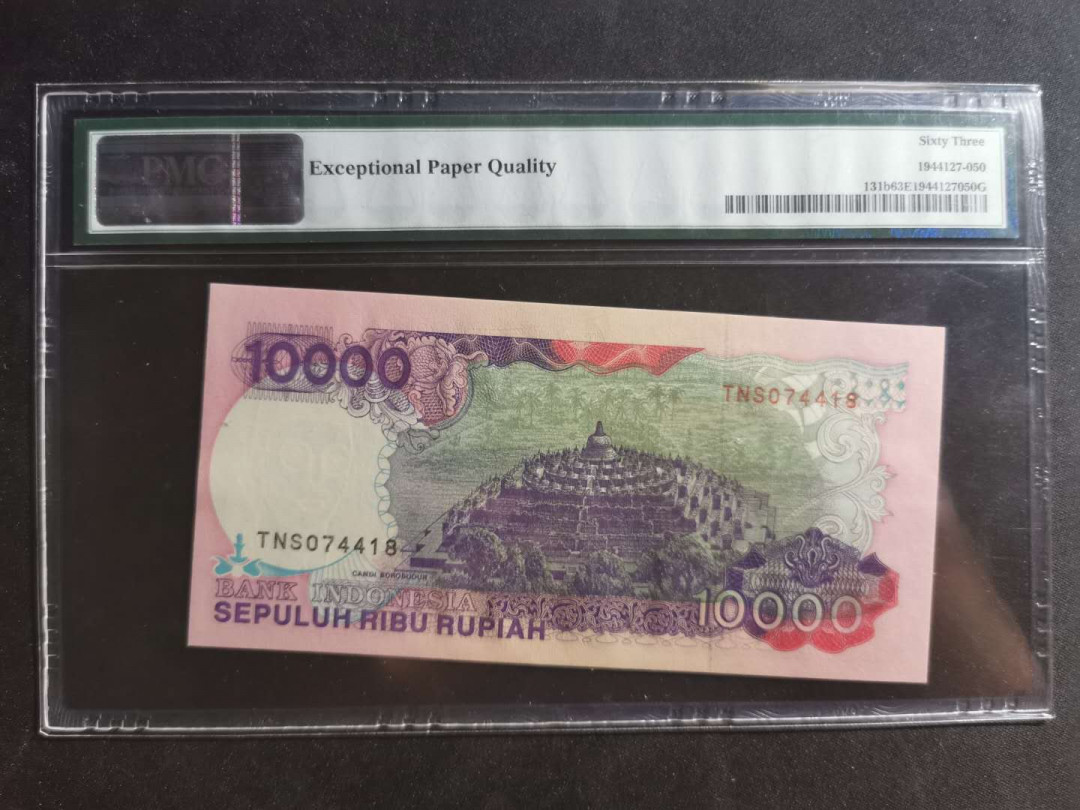 PMG
Exceptional Paper Quality
Sixty Three
1944127-050
131b63E1944127050G
10000
TNS074418
TNS074418
CANDI BOROBUDUR
BANK INDONESIA
SEPULUH RIBU RUPIAH
10000